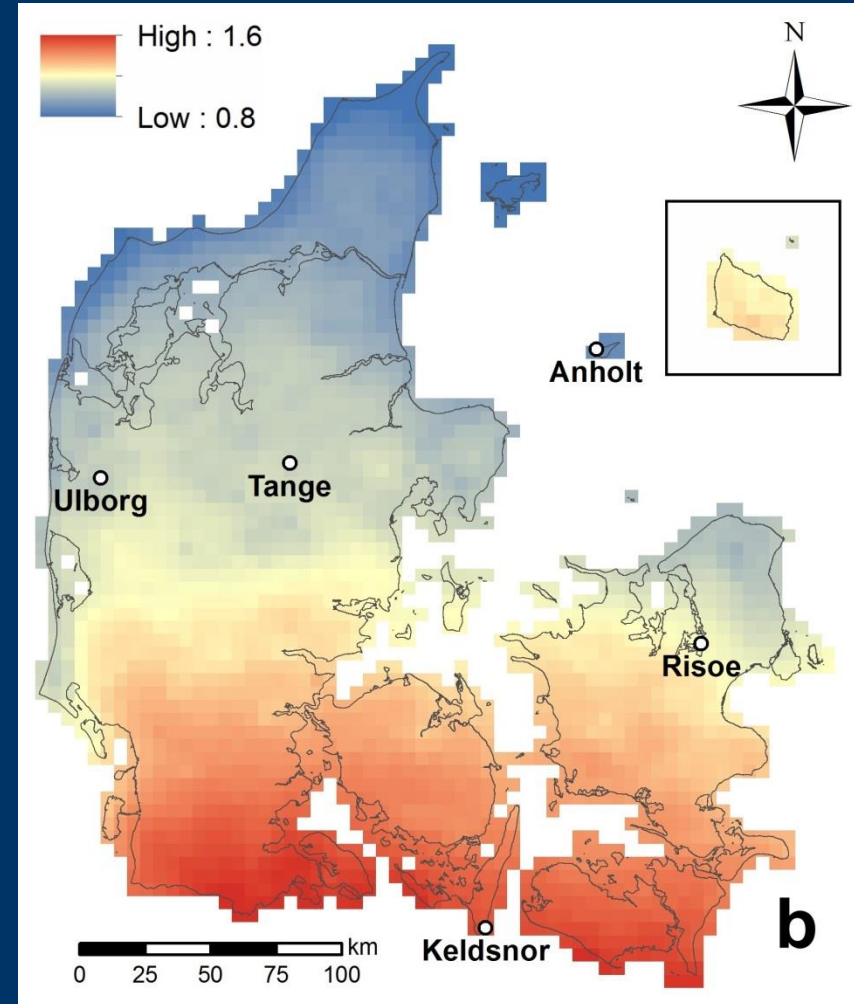 High : 1.6
Low : 0.8
N
Anholt
Ulborg
Tange
Risoe
Keldsnor
b
km
0 25 50 75 100